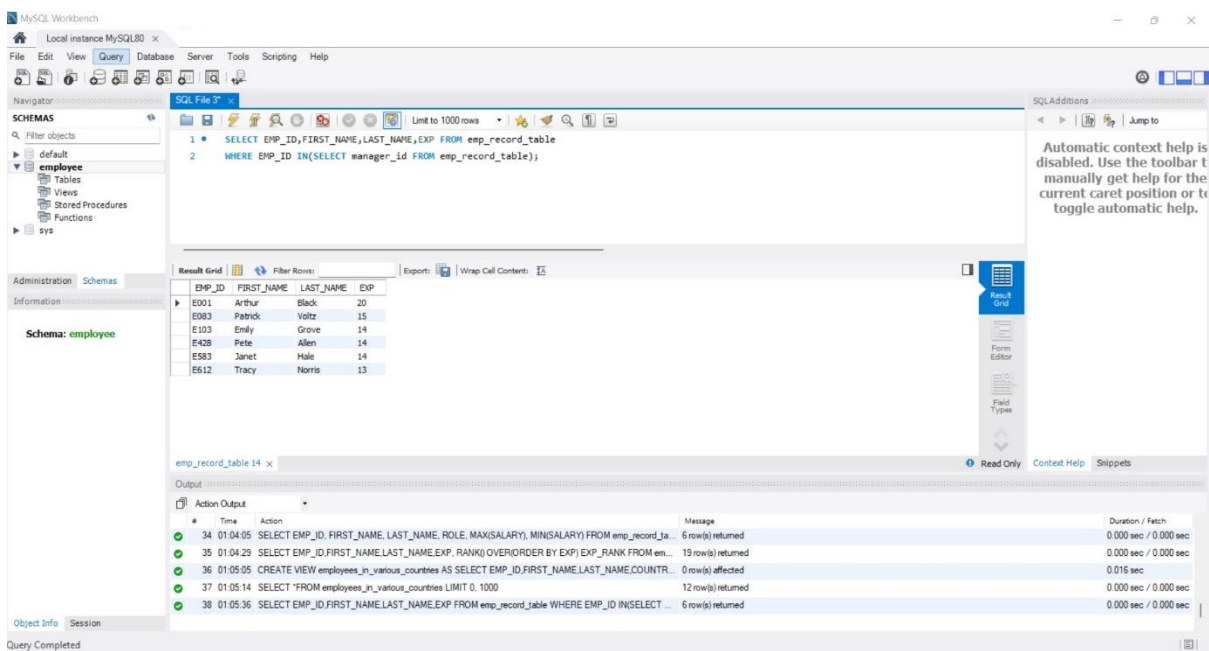 MySQL Workbench
Local instance MySQL80
File Edit View Query Database Server Tools Scripting Help
Navigator
SCHEMAS
Filter objects
default
employee
Tables
Views
Stored Procedures
Functions
sys
Administration Schemas
Information
Schema: employee
Object Info Session
Query Completed
SQL File 3*
Limit to 1000 rows
1 SELECT EMP_ID,FIRST_NAME,LAST_NAME,EXP FROM emp_record_table
2 WHERE EMP_ID IN(SELECT manager_id FROM emp_record_table);
Result Grid Filter Rows: Export: Wrap Cell Content:
EMP_ID FIRST_NAME LAST_NAME EXP
E001 Arthur Black 20
E083 Patrick Voltz 15
E103 Emily Grove 14
E428 Pete Allen 14
E583 Janet Hale 14
E612 Tracy Norris 13
Result
Grid
Form
Editor
Field
Types
emp_record_table 14
Read Only
Output
Action Output
# Time Action Message Duration / Fetch
34 01:04:05 SELECT EMP_ID, FIRST_NAME, LAST_NAME, ROLE, MAX(SALARY), MIN(SALARY) FROM emp_record_ta... 6 row(s) returned 0.000 sec / 0.000 sec
35 01:04:29 SELECT EMP_ID,FIRST_NAME,LAST_NAME,EXP, RANK() OVER(ORDER BY EXP) EXP_RANK FROM em... 19 row(s) returned 0.000 sec / 0.000 sec
36 01:05:05 CREATE VIEW employees_in_various_countries AS SELECT EMP_ID,FIRST_NAME,LAST_NAME,COUNTR... 0 row(s) affected 0.016 sec
37 01:05:14 SELECT *FROM employees_in_various_countries LIMIT 0, 1000 12 row(s) returned 0.000 sec / 0.000 sec
38 01:05:36 SELECT EMP_ID,FIRST_NAME,LAST_NAME,EXP FROM emp_record_table WHERE EMP_ID IN(SELECT ... 6 row(s) returned 0.000 sec / 0.000 sec
SQLAdditions
Jump to
Automatic context help is
disabled. Use the toolbar t
manually get help for the
current caret position or to
toggle automatic help.
Context Help Snippets